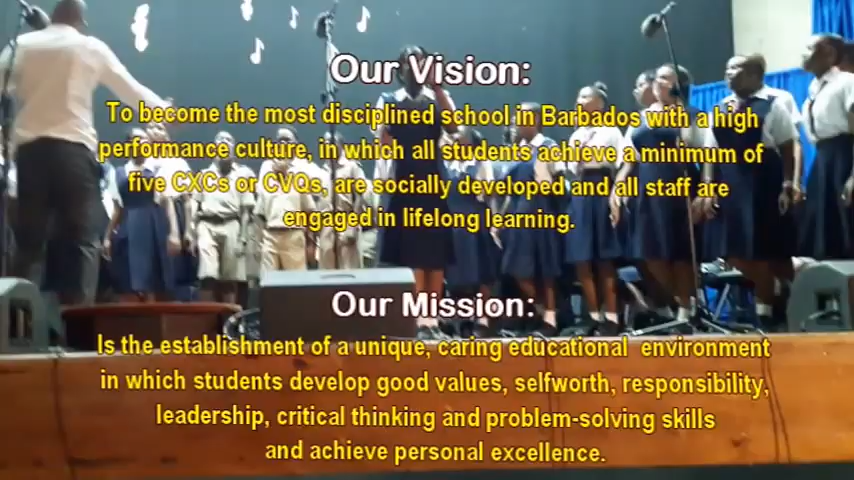 Our Vision:
To become the most disciplined school in Barbados with a high
performance culture, in which all students achieve a minimum of
five CXCs or CVQs, are socially developed and all staff are
engaged in lifelong learning.
Our Mission:
Is the establishment of a unique, caring educational environment
in which students develop good values, selfworth, responsibility,
leadership, critical thinking and problem-solving skills
and achieve personal excellence.